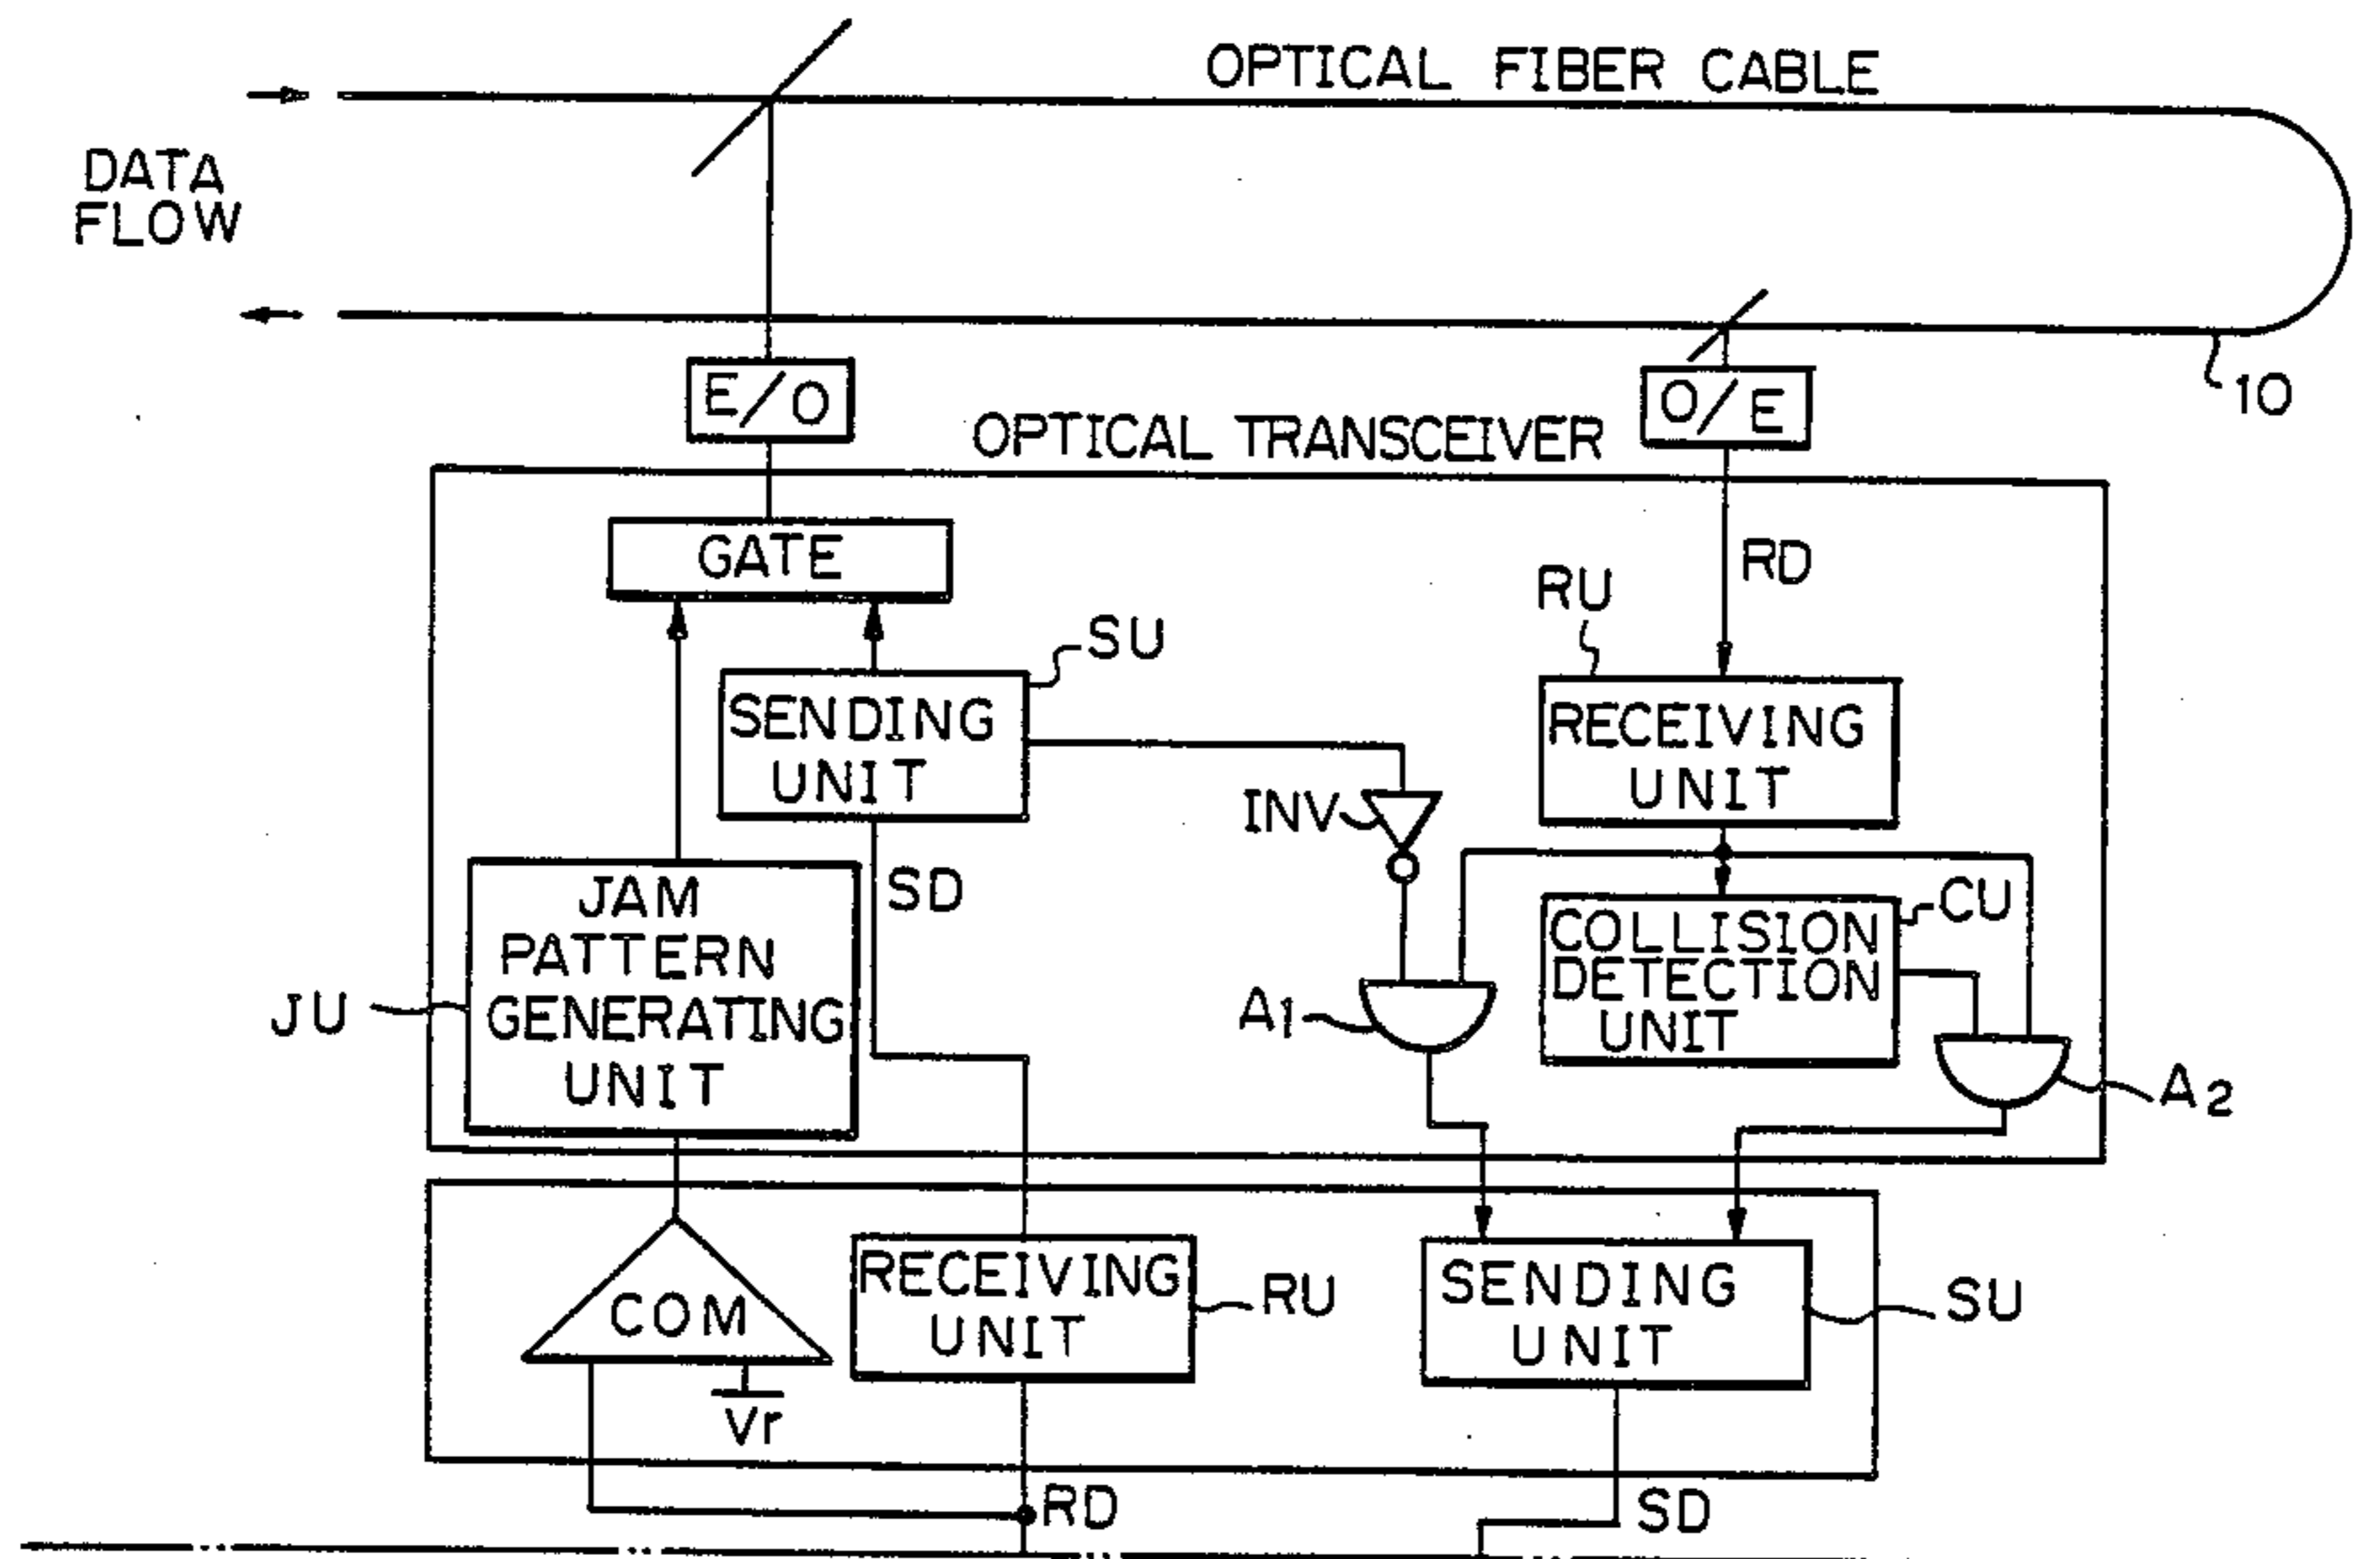 OPTICAL FIBER CABLE
DATA
FLOW
E/O
O/E
10
OPTICAL TRANSCEIVER
GATE
RD
RU
SU
SENDING
UNIT
RECEIVING
UNIT
INV
JAM
PATTERN
GENERATING
UNIT
SD
CU
COLLISION
DETECTION
UNIT
JU
A1
A2
COM
Vr
RECEIVING
UNIT
RU
SENDING
UNIT
SU
RD
SD